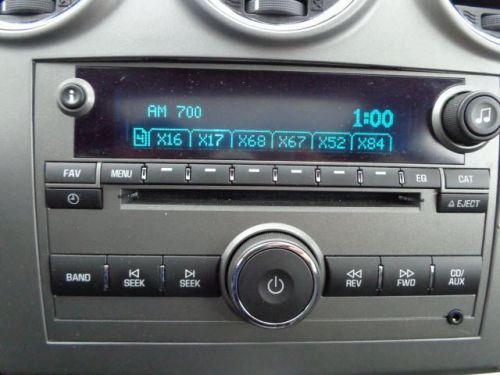 AM 700 1:00
4 X16 X17 X68 X67 X52 X84
FAV MENU EQ CAT
EJECT
BAND SEEK SEEK REV FWD CD/
AUX